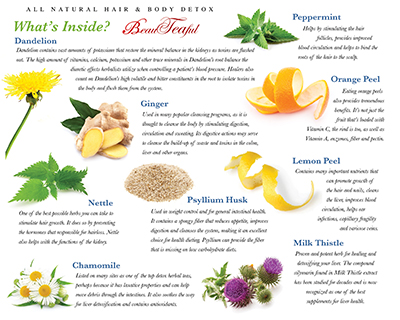 ALL NATURAL HAIR & BODY DETOX
What's Inside?
Beauti Teaful
Dandelion
Dandelion contains vast amounts of potassium that restore the mineral balance in the kidneys as toxins are flushed
out. The high amount of vitamins, calcium, potassium and other trace minerals in Dandelion's root balance the
diuretic effects herbalists utilize when controlling a patient's blood pressure. Healers also
count on Dandelion's high volatile and bitter constituents in the root to isolate toxins in
the body and flush them from the system.
Peppermint
Helps by stimulating the hair
follicles, provides improved
blood circulation and helps to bind the
roots of the hair to the scalp.
Orange Peel
Eating orange peels
also provides tremendous
benefits. It's not just the
fruit that's loaded with
Vitamin C, the rind is too, as well as
Vitamin A, enzymes, fiber and pectin.
Ginger
Used in many popular cleansing programs, as it is
thought to cleanse the body by stimulating digestion,
circulation and sweating. Its digestive actions may serve
to cleanse the build-up of waste and toxins in the colon,
liver and other organs.
Lemon Peel
Contains many important nutrients that
can promote growth of
the hair and nails, cleans
the liver, improves blood
circulation, helps ear
infections, capillary fragility
and varicose veins.
Nettle
One of the best possible herbs you can take to
stimulate hair growth. It does so by preventing
the hormones that responsible for hairloss. Nettle
also helps with the functions of the kidney.
Psyllium Husk
Used in weight control and for general intestinal health.
It contains a spongy fiber that reduces appetite, improves
digestion and cleanses the system, making it an excellent
choice for health dieting. Psyllium can provide the fiber
that is missing on low carbohydrate diets.
Milk Thistle
Proven and potent herb for healing and
detoxifying your liver. The compound
silymarin found in Milk Thistle extract
has been studied for decades and is now
recognized as one of the best
supplements for liver health.
Chamomile
Listed in many sites as one of the top detox herbal teas,
perhaps because it has laxative properties and can help
move debris through the intestines. It also soothes the way
for liver detoxification and contains antioxidants.